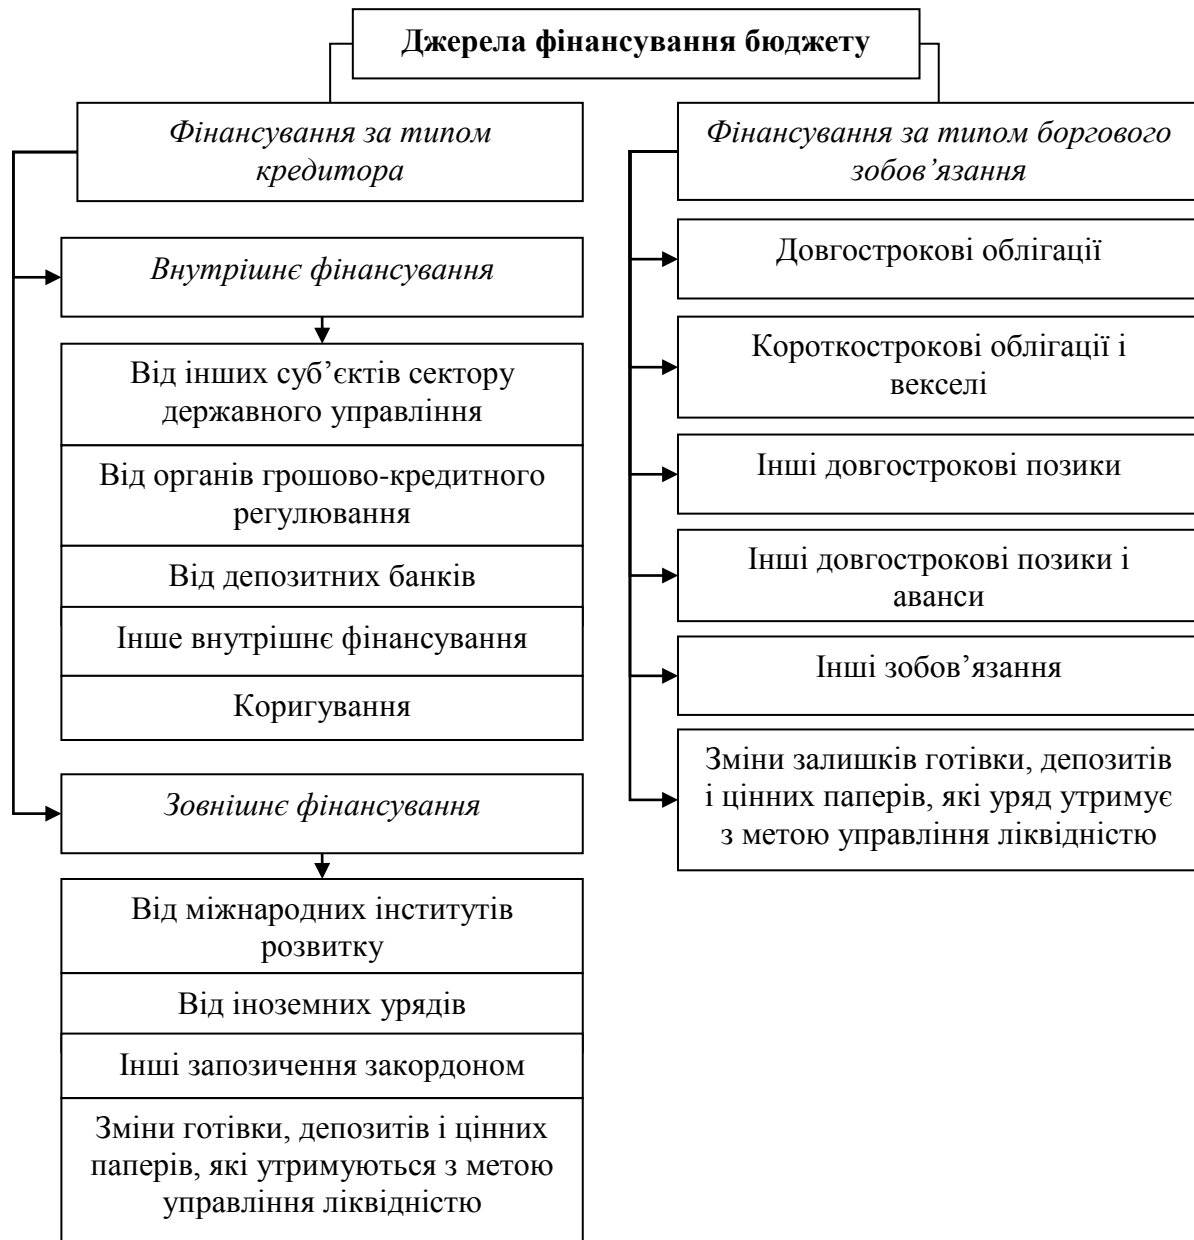 Джерела фінансування бюджету
Фінансування за типом
кредитора
Внутрішнє фінансування
Від інших суб’єктів сектору
державного управління
Від органів грошово-кредитного
регулювання
Від депозитних банків
Інше внутрішнє фінансування
Коригування
Зовнішнє фінансування
Від міжнародних інститутів
розвитку
Від іноземних урядів
Інші запозичення закордоном
Зміни готівки, депозитів і цінних
паперів, які утримуються з метою
управління ліквідністю
Фінансування за типом боргового
зобов’язання
Довгострокові облігації
Короткострокові облігації і
векселі
Інші довгострокові позики
Інші довгострокові позики і
аванси
Інші зобов’язання
Зміни залишків готівки, депозитів
і цінних паперів, які уряд утримує
з метою управління ліквідністю